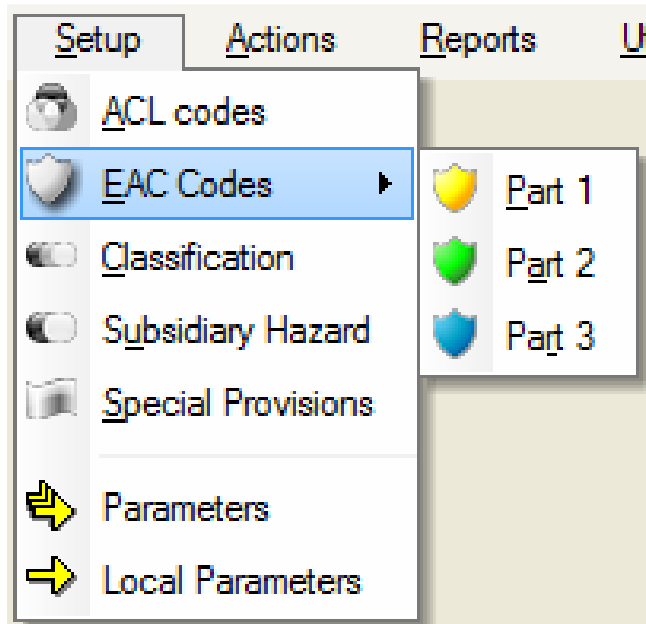 Setup Actions Reports
ACL codes
EAC Codes
Part 1
Classification
Part 2
Subsidiary Hazard
Part 3
Special Provisions
Parameters
Local Parameters